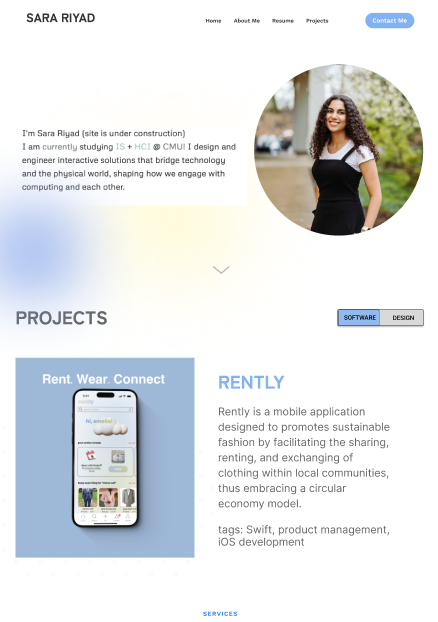 SARA RIYAD
Home About Me Resume Projects Contact Me
I'm Sara Riyad (site is under construction)
I am currently studying IS + HCI @ CMU! I design and
engineer interactive solutions that bridge technology
and the physical world, shaping how we engage with
computing and each other.
PROJECTS
SOFTWARE DESIGN
Rent. Wear. Connect
RENTLY
Rently is a mobile application
designed to promotes sustainable
fashion by facilitating the sharing,
renting, and exchanging of
clothing within local communities,
thus embracing a circular
economy model.
tags: Swift, product management,
iOS development
SERVICES